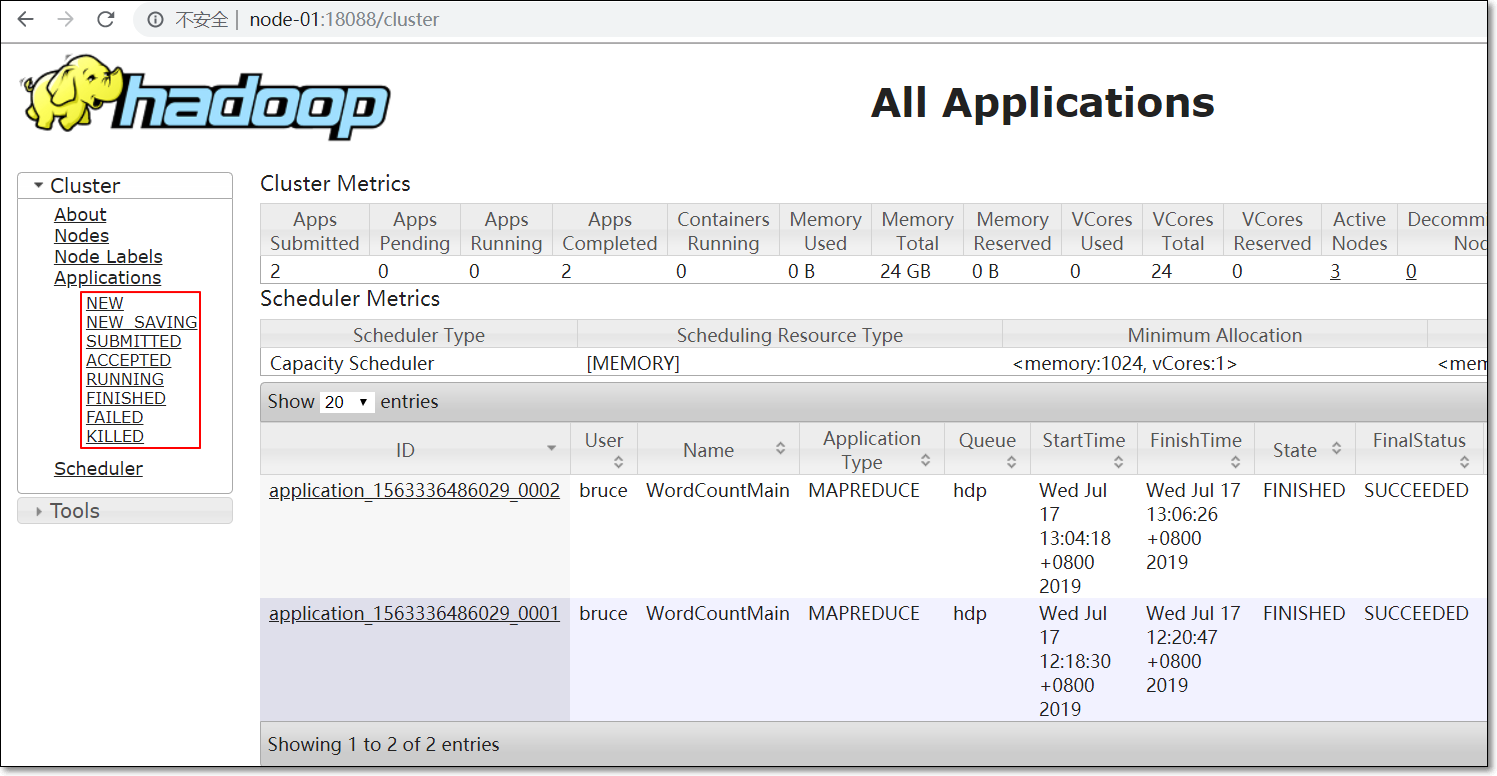 不安全 | node-01:18088/cluster
hadoop
All Applications
Cluster
About
Nodes
Node Labels
Applications
NEW
NEW_SAVING
SUBMITTED
ACCEPTED
RUNNING
FINISHED
FAILED
KILLED
Scheduler
Tools
Cluster Metrics
Apps Apps Apps Apps Containers Memory Memory Memory VCores VCores VCores Active Decomm
Submitted Pending Running Completed Running Used Total Reserved Used Total Reserved Nodes Noc
2 0 0 2 0 0 B 24 GB 0 B 0 24 0 3 0
Scheduler Metrics
Scheduler Type Scheduling Resource Type Minimum Allocation
Capacity Scheduler [MEMORY] <memory:1024, vCores:1> <mem
Show 20 entries
ID User Name Application Type Queue StartTime FinishTime State FinalStatus
application_1563336486029_0002 bruce WordCountMain MAPREDUCE hdp Wed Jul Wed Jul 17 FINISHED SUCCEEDED
17 13:06:26
13:04:18 +0800
+0800 2019
2019
application_1563336486029_0001 bruce WordCountMain MAPREDUCE hdp Wed Jul Wed Jul 17 FINISHED SUCCEEDED
17 12:20:47
12:18:30 +0800
+0800 2019
2019
Showing 1 to 2 of 2 entries